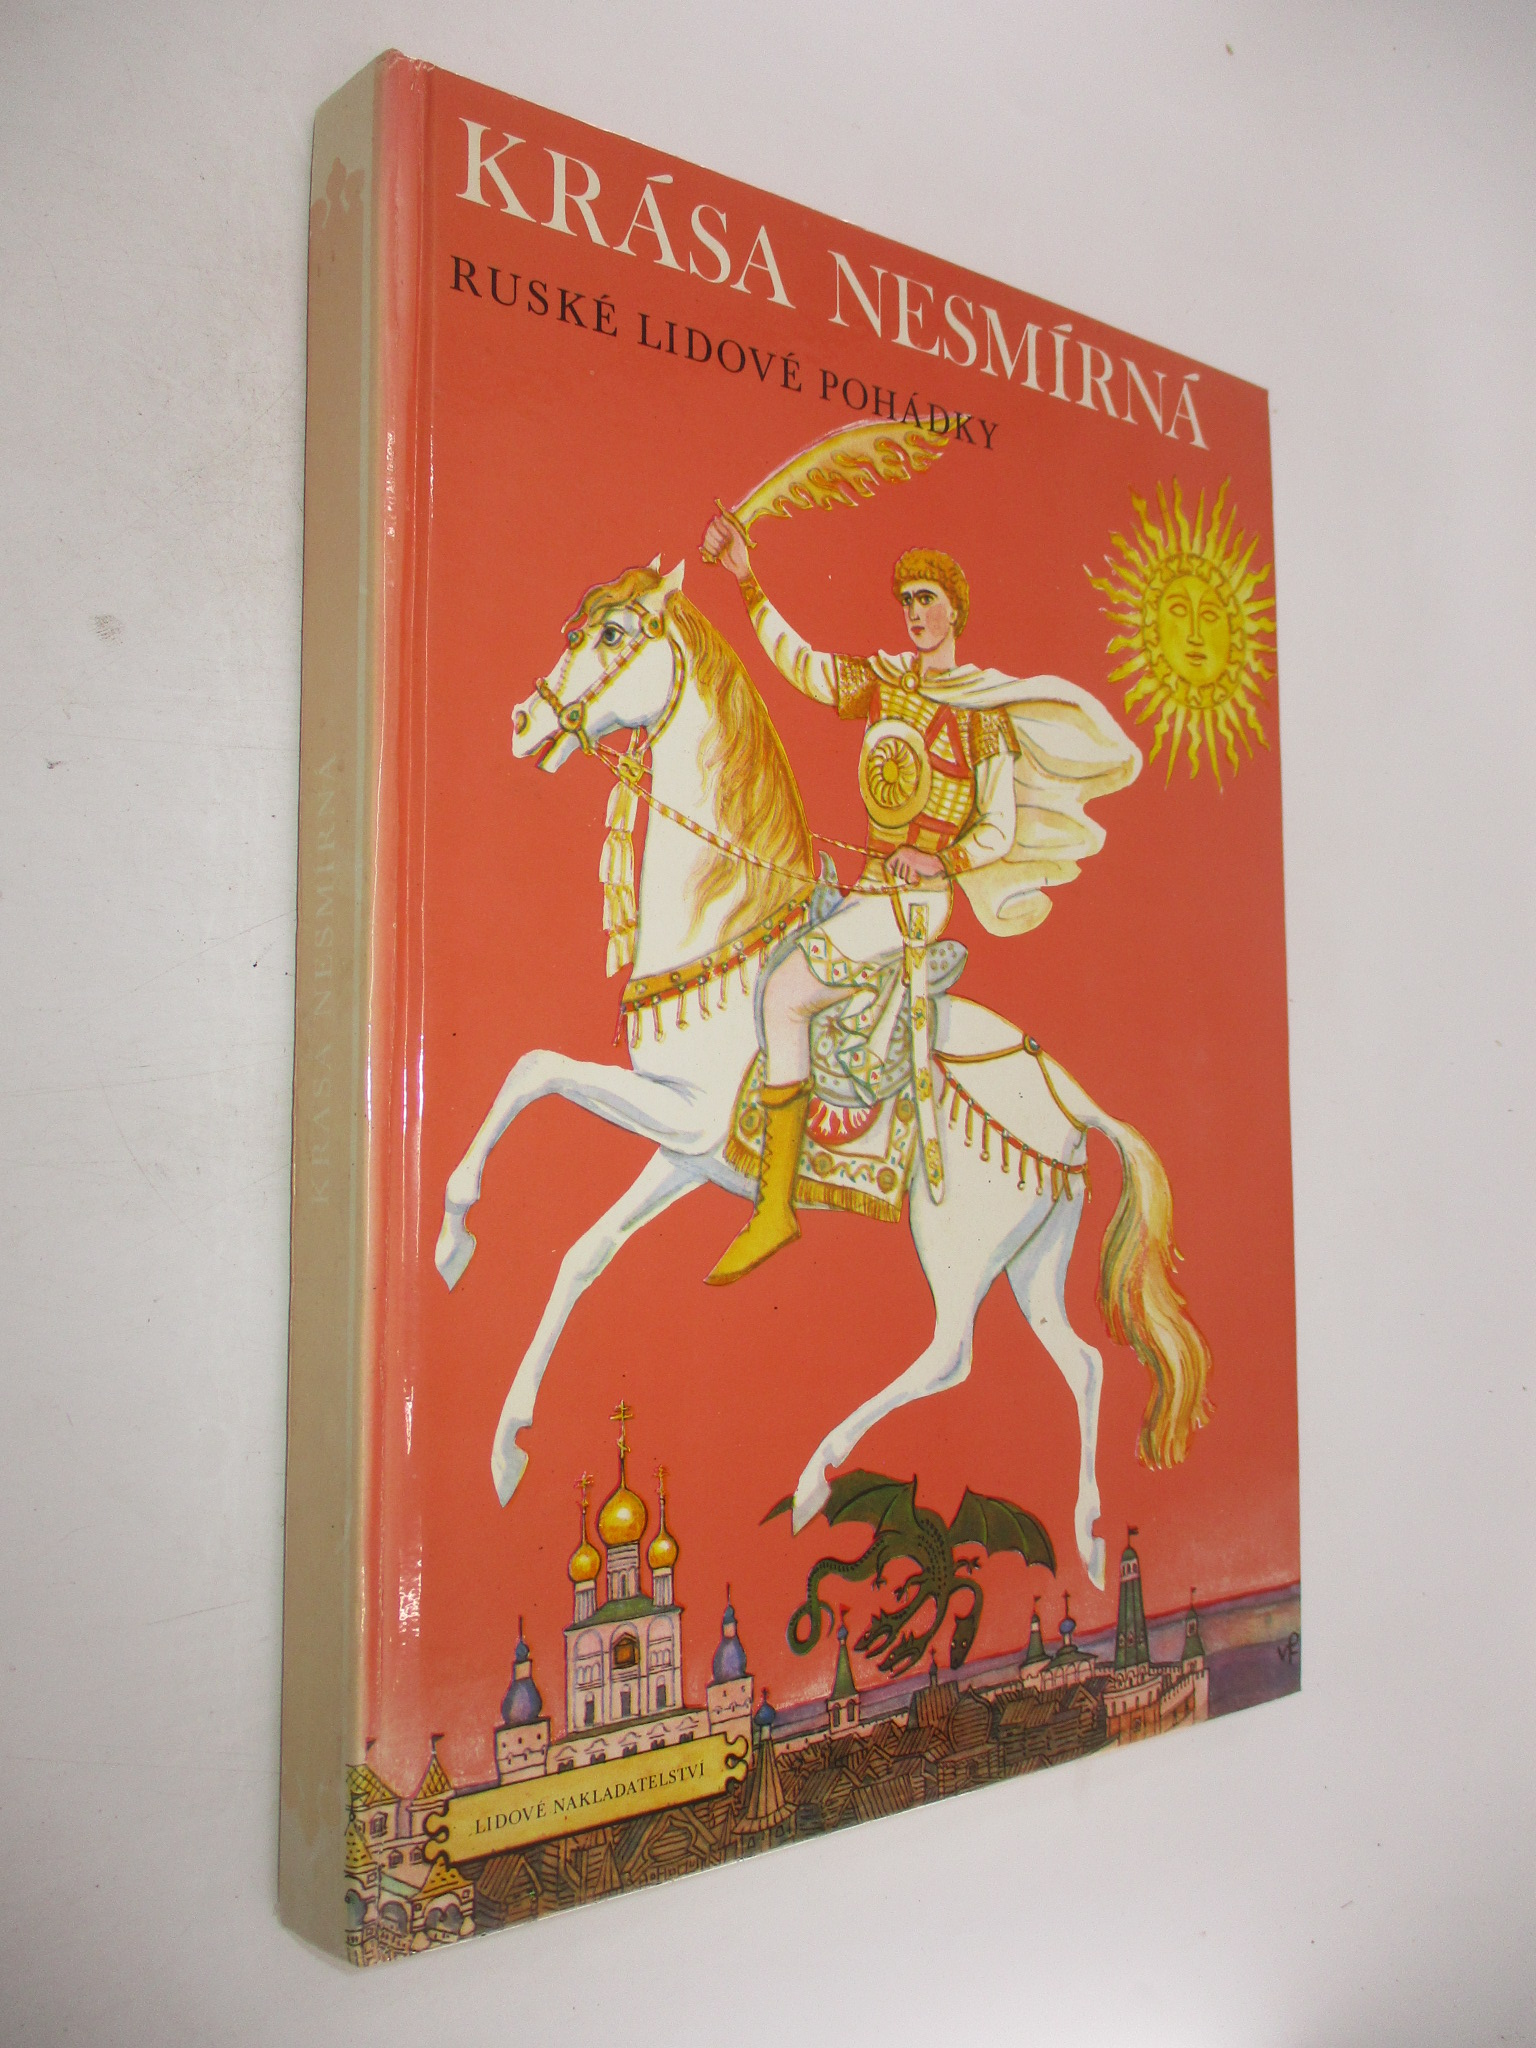 KRÁSA NESMÍRNÁ
RUSKÉ LIDOVÉ POHÁDKY
KRÁSA NESMÍRNÁ
LIDOVÉ NAKLADATELSTVÍ